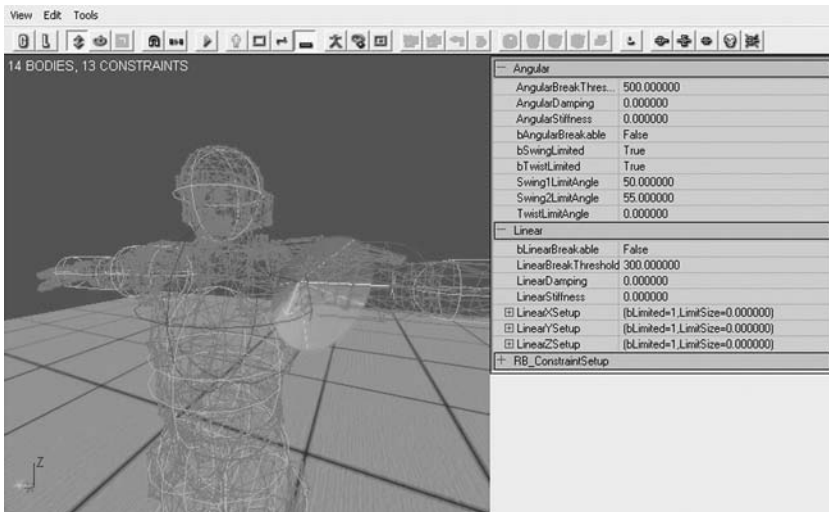 View Edit Tools
14 BODIES, 13 CONSTRAINTS
Angular
AngularBreakThres... 500.000000
AngularDamping 0.000000
AngularStiffness 0.000000
bAngularBreakable False
bSwingLimited True
bTwistLimited True
Swing1LimitAngle 50.000000
Swing2LimitAngle 55.000000
TwistLimitAngle 0.000000
Linear
bLinearBreakable False
LinearBreakThreshold 300.000000
LinearDamping 0.000000
LinearStiffness 0.000000
LinearXSetup (bLimited=1,LimitSize=0.000000)
LinearYSetup (bLimited=1,LimitSize=0.000000)
LinearZSetup (bLimited=1,LimitSize=0.000000)
RB_ConstraintSetup
Z